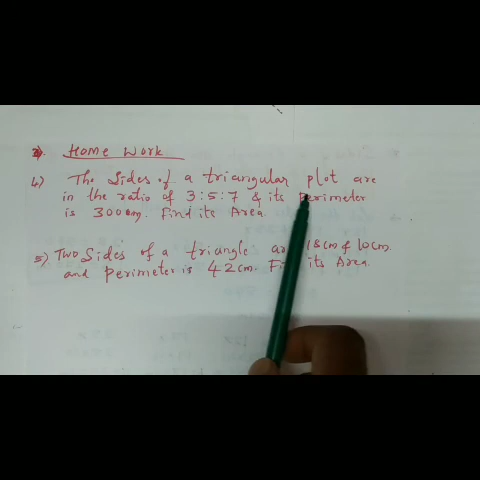 Home Work
4) The Sides of a triangular plot are
in the ratio of 3:5:7 & its Perimeter
is 300m. Find its Area.
5) Two Sides of a triangle are 18cm & 10cm.
and Perimeter is 42cm. its Area.